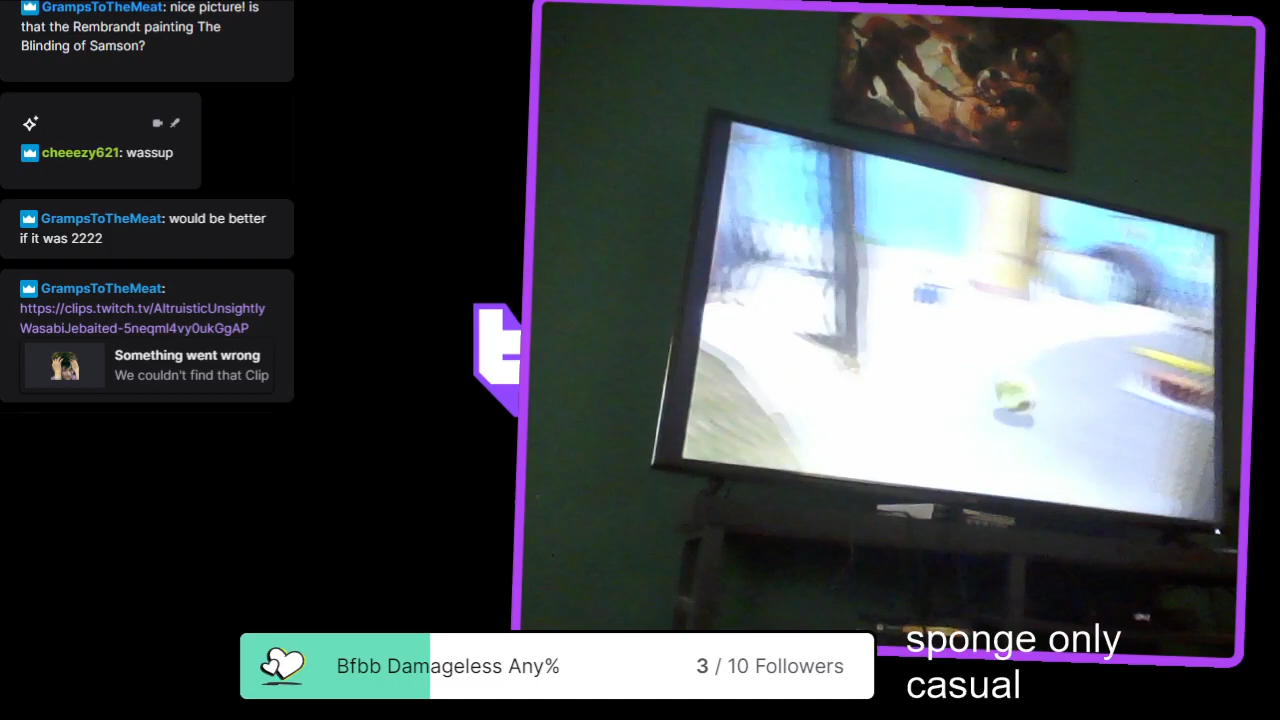 GrampsToTheMeat: nice picture! is
that the Rembrandt painting The
Blinding of Samson?
cheeezy621: wassup
GrampsToTheMeat: would be better
if it was 2222
GrampsToTheMeat:
https://clips.twitch.tv/AltruisticUnsightly
WasabiJebaited-5neqml4vy0ukGgAP
Something went wrong
We couldn't find that Clip
Bfbb Damageless Any%
3 / 10 Followers
sponge only
casual